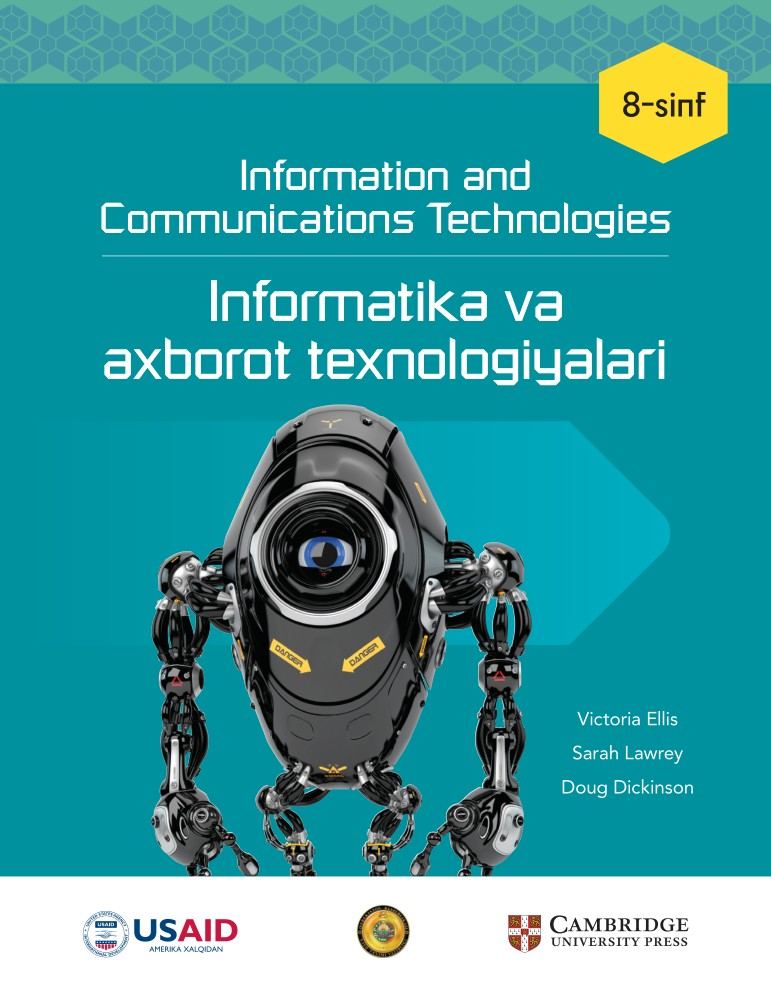 8-sinf
Information and
Communications Technologies
Informatika va
axborot texnologiyalari
DANGER
DANGER
Victoria Ellis
Sarah Lawrey
Doug Dickinson
USAID
USAID
AMERIKA XALQIDAN
CAMBRIDGE
UNIVERSITY PRESS